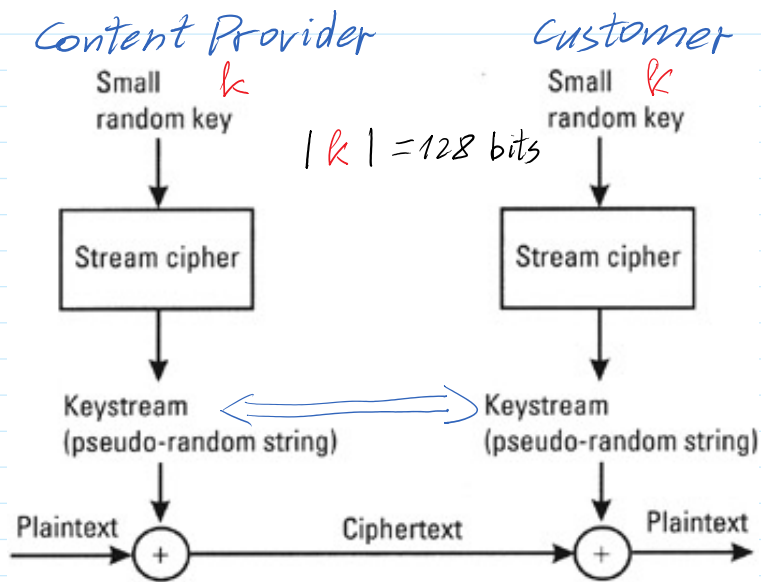 Content Provider
Customer
Small k
random key
Small k
random key
| k | = 128 bits
Stream cipher
Stream cipher
Keystream
(pseudo-random string)
Keystream
(pseudo-random string)
Plaintext
+
Ciphertext
+
Plaintext